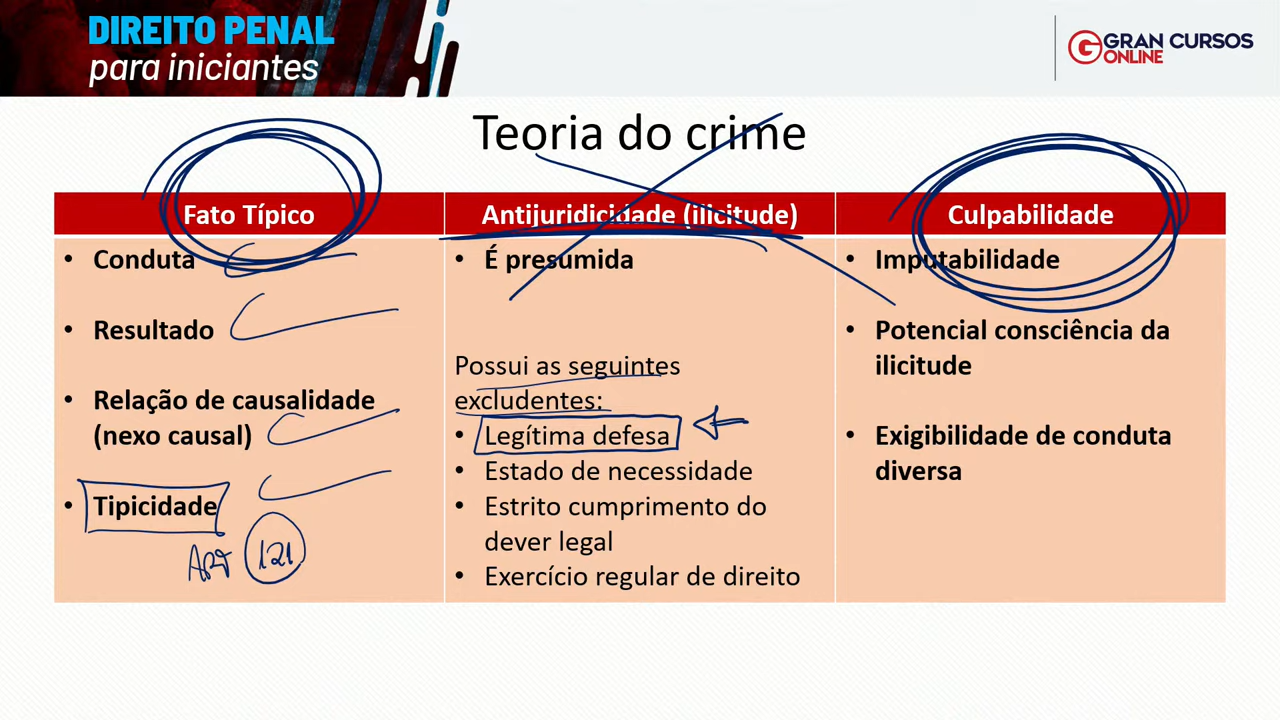 DIREITO PENAL
para iniciantes
GRAN CURSOS
ONLINE
Teoria do crime
Fato Típico
• Conduta
• Resultado
• Relação de causalidade
(nexo causal)
• Tipicidade
ART 121
Antijuridicidade (ilicitude)
• É presumida
Possui as seguintes
excludentes:
• Legítima defesa
• Estado de necessidade
• Estrito cumprimento do
dever legal
• Exercício regular de direito
Culpabilidade
• Imputabilidade
• Potencial consciência da
ilicitude
• Exigibilidade de conduta
diversa